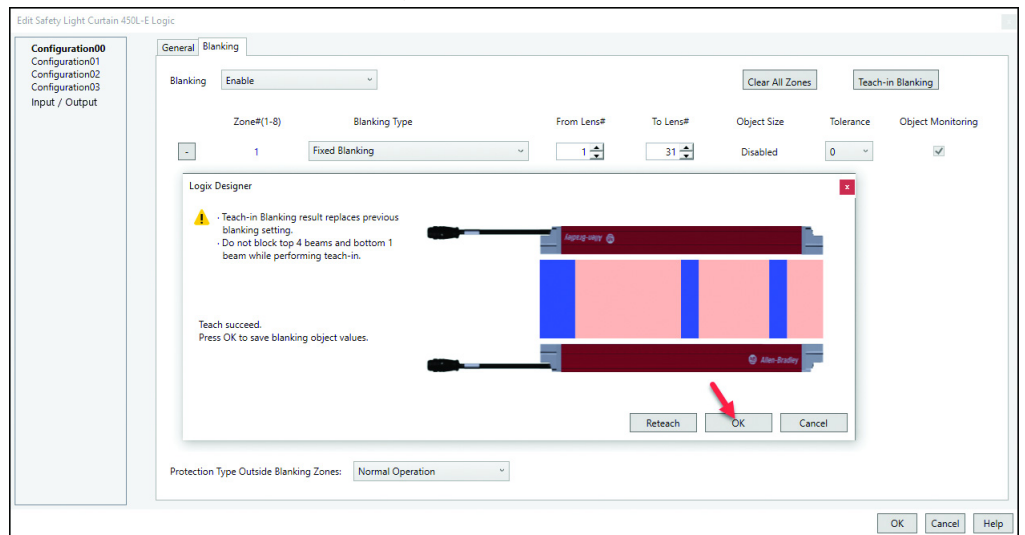 Edit Safety Light Curtain 450L-E Logic
Configuration00
Configuration01
Configuration02
Configuration03
Input / Output
General Blanking
Blanking Enable Clear All Zones Teach-in Blanking
Zone#(1-8) Blanking Type From Lens# To Lens# Object Size Tolerance Object Monitoring
- 1 Fixed Blanking 1 31 Disabled 0
Logix Designer x
· Teach-in Blanking result replaces previous
blanking setting.
· Do not block top 4 beams and bottom 1
beam while performing teach-in.
Allen-Bradley
Teach succeed.
Press OK to save blanking object values.
Allen-Bradley
Reteach OK Cancel
Protection Type Outside Blanking Zones: Normal Operation
OK Cancel Help